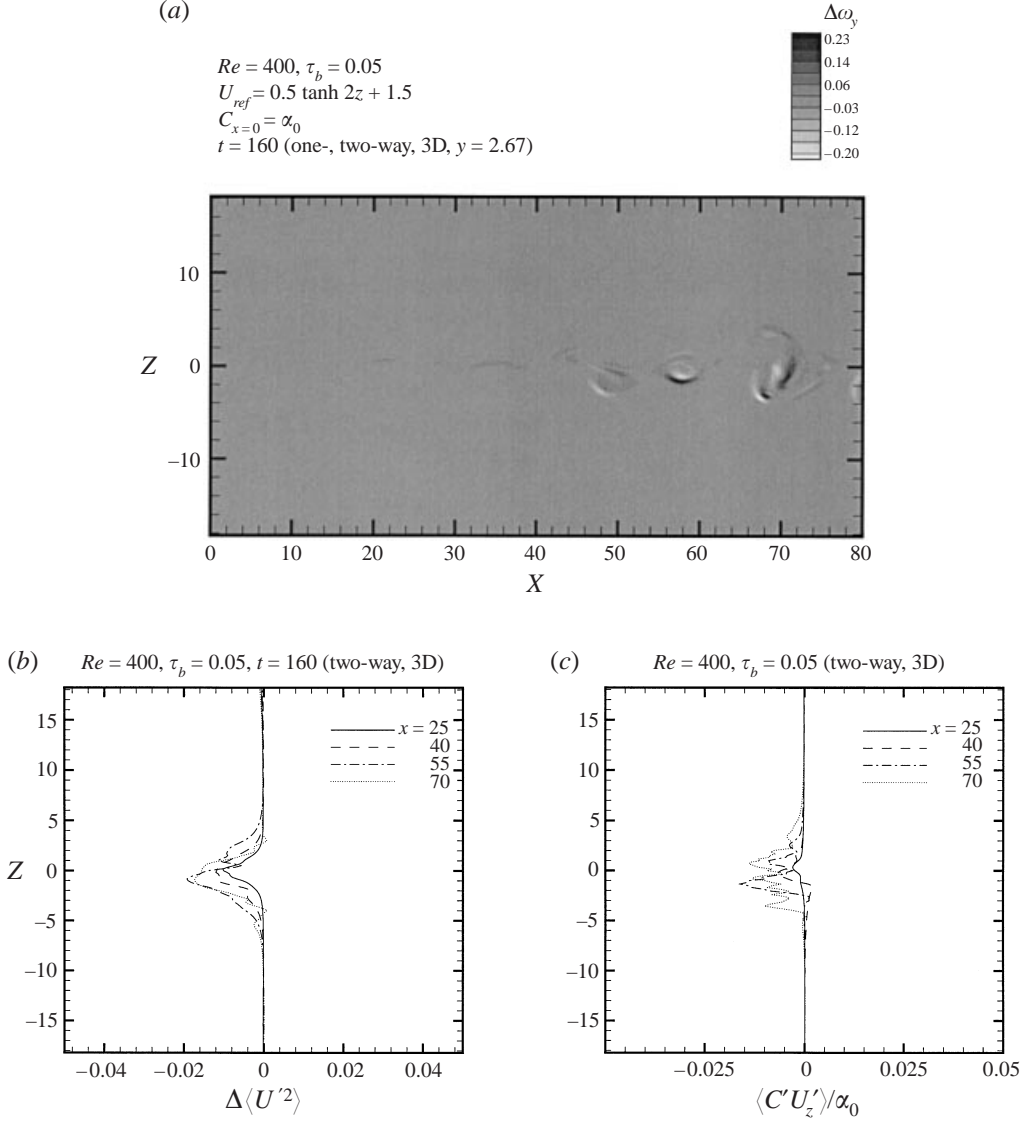 (a)
Re = 400, τ_b = 0.05
U_ref = 0.5 tanh 2z + 1.5
C_{x=0} = α_0
t = 160 (one-, two-way, 3D, y = 2.67)
Δω_y
0.23
0.14
0.06
−0.03
−0.12
−0.20
10
Z 0
−10
0 10 20 30 40 50 60 70 80
X
(b) Re = 400, τ_b = 0.05, t = 160 (two-way, 3D)
x = 25
40
55
70
15
10
5
Z 0
−5
−10
−15
−0.04 −0.02 0 0.02 0.04
Δ⟨U′²⟩
(c) Re = 400, τ_b = 0.05 (two-way, 3D)
x = 25
40
55
70
15
10
5
0
−5
−10
−15
−0.025 0 0.025 0.05
⟨C′U_z′⟩/α_0